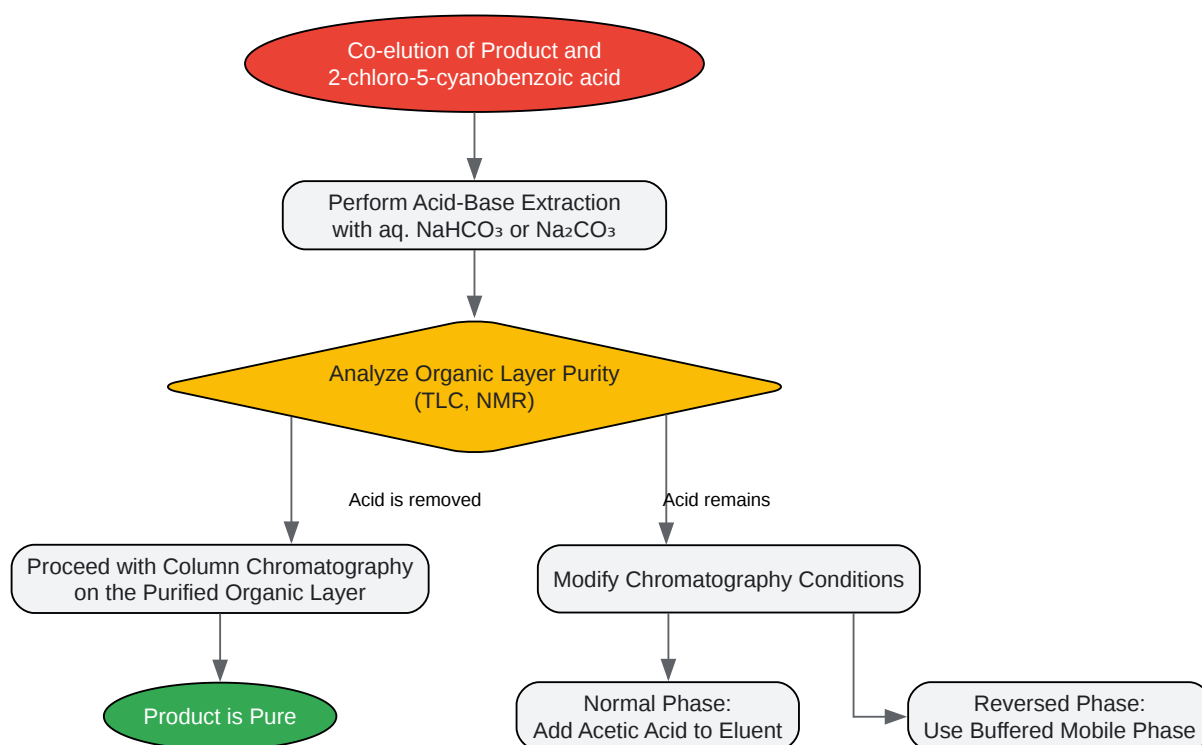 Co-elution of Product and
2-chloro-5-cyanobenzoic acid
Perform Acid-Base Extraction
with aq. NaHCO₃ or Na₂CO₃
Analyze Organic Layer Purity
(TLC, NMR)
Acid is removed
Acid remains
Proceed with Column Chromatography
on the Purified Organic Layer
Modify Chromatography Conditions
Product is Pure
Normal Phase:
Add Acetic Acid to Eluent
Reversed Phase:
Use Buffered Mobile Phase